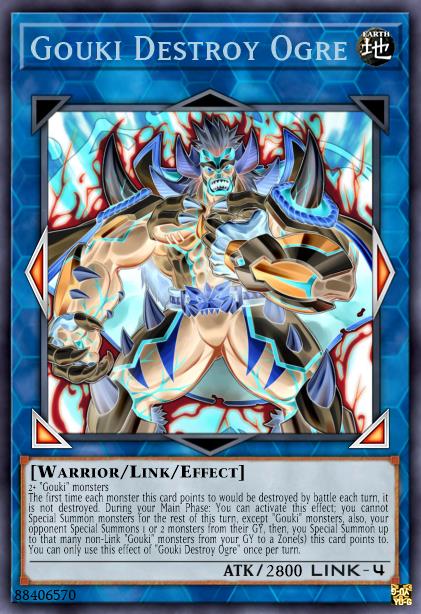 GOUKI DESTROY OGRE
EARTH
地
[WARRIOR/LINK/EFFECT]
2+ "Gouki" monsters
The first time each monster this card points to would be destroyed by battle each turn, it
is not destroyed. During your Main Phase: You can activate this effect; you cannot
Special Summon monsters for the rest of this turn, except "Gouki" monsters, also, your
opponent Special Summons 1 or 2 monsters from their GY, then, you Special Summon up
to that many non-Link "Gouki" monsters from your GY to a Zone(s) this card points to.
You can only use this effect of "Gouki Destroy Ogre" once per turn.
ATK/2800 LINK-4
88406570